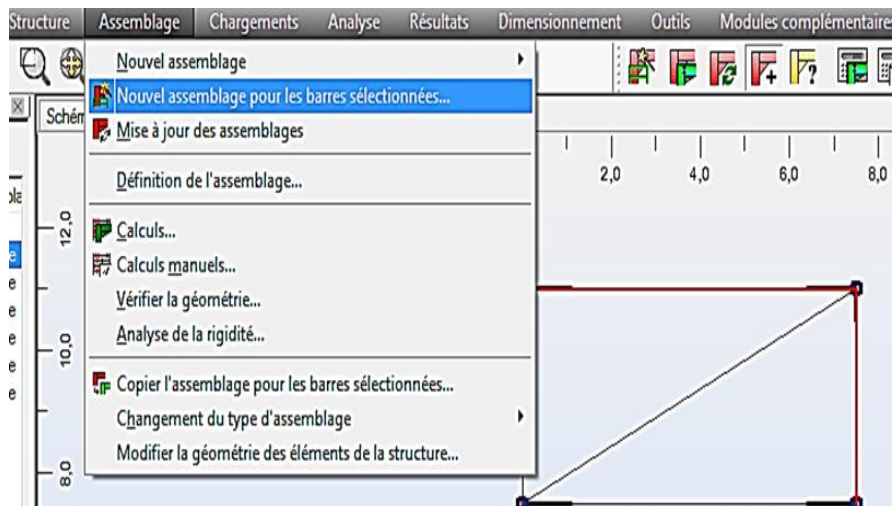 Structure Assemblage Chargements Analyse Résultats Dimensionnement Outils Modules complémentaire
Nouvel assemblage
Nouvel assemblage pour les barres sélectionnées...
Schém
Mise à jour des assemblages
2,0 4,0 6,0 8,0
Définition de l'assemblage...
12,0
Calculs...
Calculs manuels...
Vérifier la géométrie...
Analyse de la rigidité...
10,0
Copier l'assemblage pour les barres sélectionnées...
Changement du type d'assemblage
Modifier la géométrie des éléments de la structure...
8,0